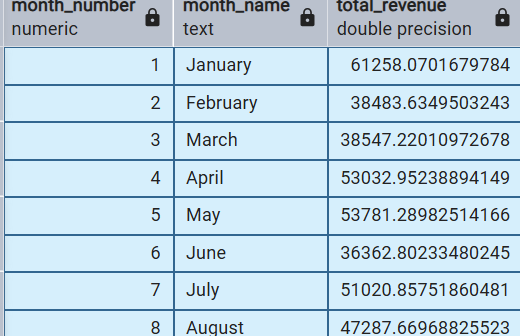 month_number month_name total_revenue
numeric text double precision
1 January 61258.0701679784
2 February 38483.6349503243
3 March 38547.22010972678
4 April 53032.95238894149
5 May 53781.28982514166
6 June 36362.80233480245
7 July 51020.85751860481
8 August 47287.66968825523